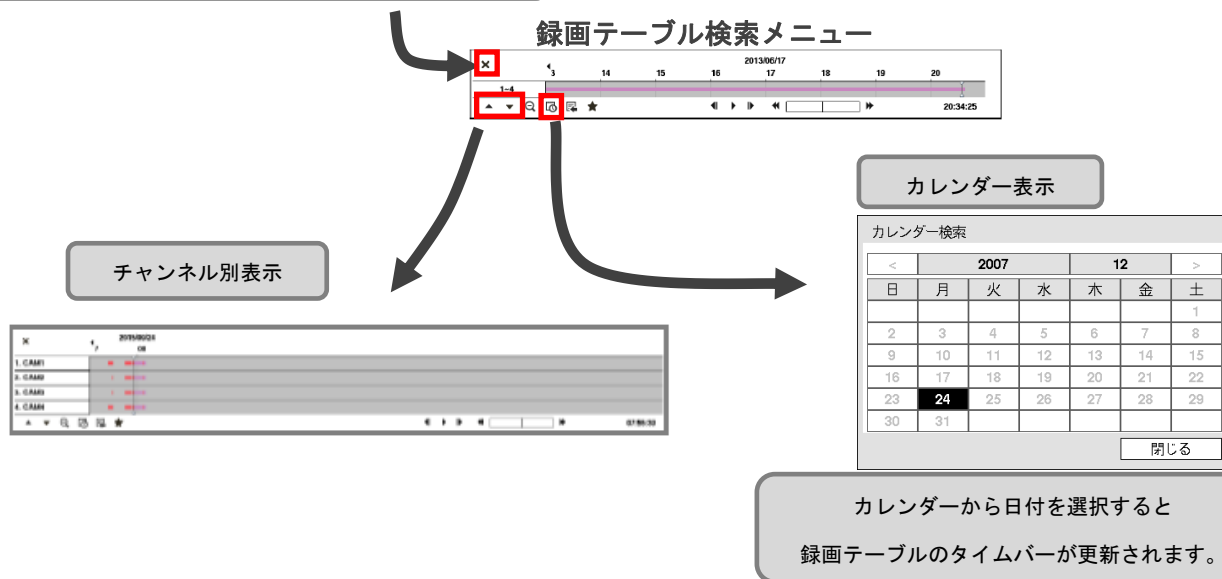 録画テーブル検索メニュー
2013/06/17
3 14 15 16 17 18 19 20
1~4
20:34:25
カレンダー表示
チャンネル別表示
カレンダー検索
< 2007 12 >
日 月 火 水 木 金 土
1
2 3 4 5 6 7 8
9 10 11 12 13 14 15
16 17 18 19 20 21 22
23 24 25 26 27 28 29
30 31
閉じる
7 08
1. CAM1
2. CAM2
3. CAM3
4. CAM4
カレンダーから日付を選択すると
録画テーブルのタイムバーが更新されます。